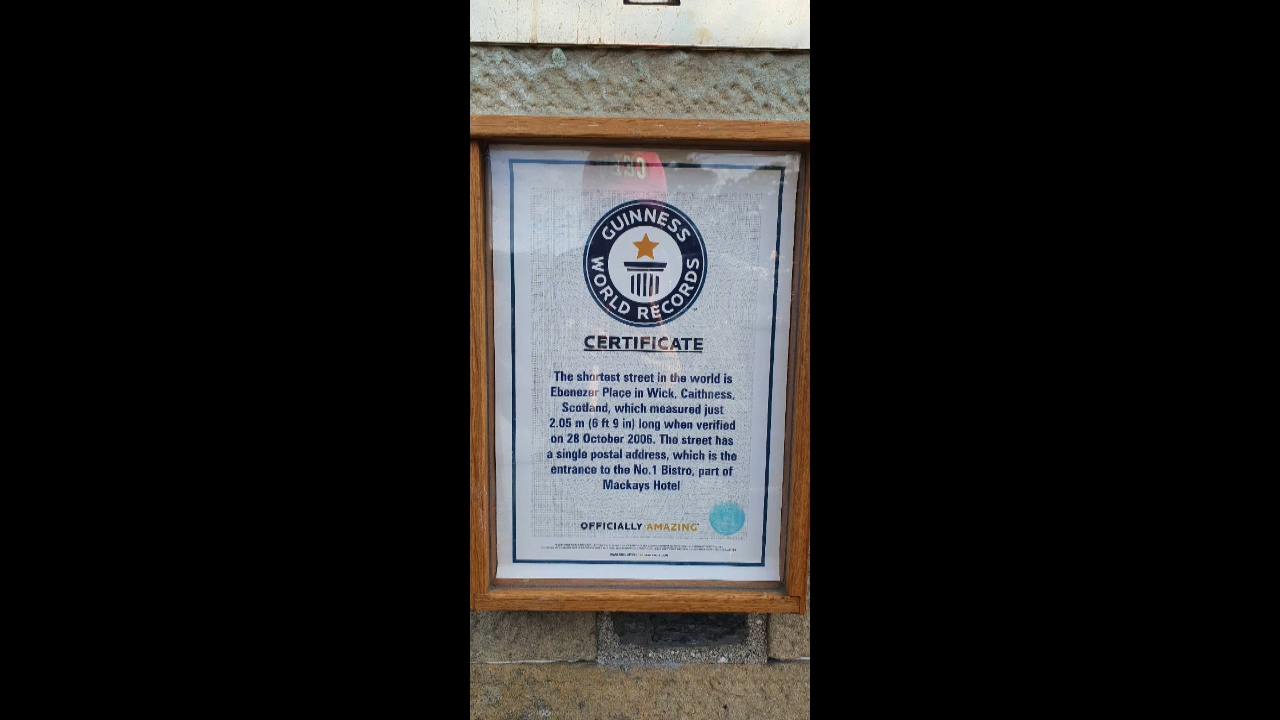 GUINNESS
WORLD RECORDS
CERTIFICATE
The shortest street in the world is
Ebenezer Place in Wick, Caithness,
Scotland, which measured just
2.05 m (6 ft 9 in) long when verified
on 28 October 2006. The street has
a single postal address, which is the
entrance to the No.1 Bistro, part of
Mackays Hotel
OFFICIALLY AMAZING